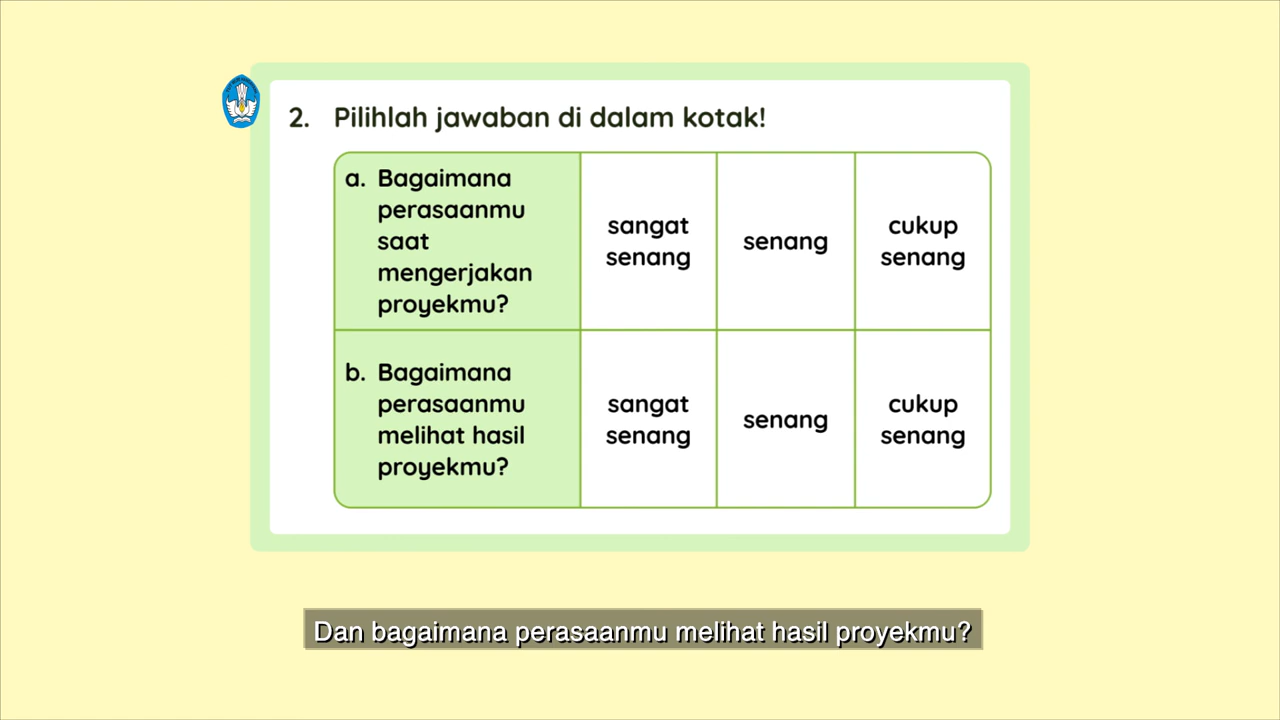 2. Pilihlah jawaban di dalam kotak!
a. Bagaimana
perasaanmu
saat
mengerjakan
proyekmu?
sangat
senang
senang
cukup
senang
b. Bagaimana
perasaanmu
melihat hasil
proyekmu?
sangat
senang
senang
cukup
senang
Dan bagaimana perasaanmu melihat hasil proyekmu?